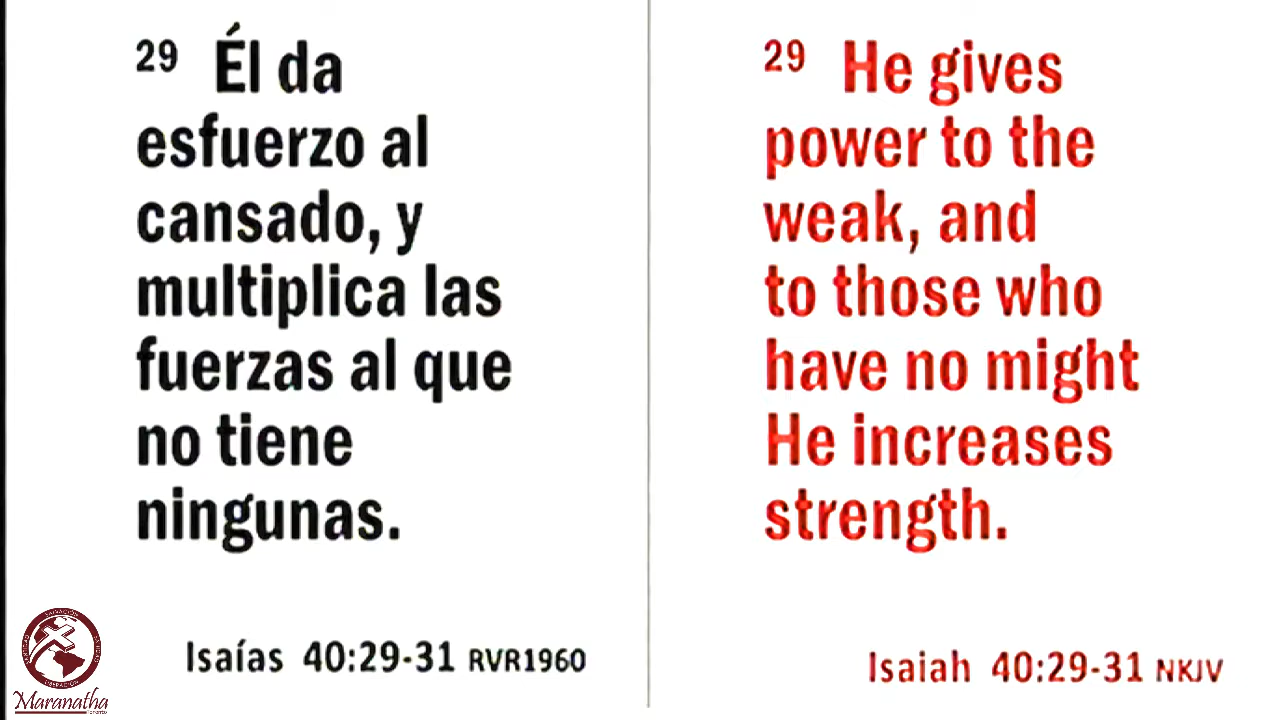 29 Él da
esfuerzo al
cansado, y
multiplica las
fuerzas al que
no tiene
ningunas.
Isaías 40:29-31 RVR1960
29 He gives
power to the
weak, and
to those who
have no might
He increases
strength.
Isaiah 40:29-31 NKJV
SALVACIÓN
LIBERACIÓN
Maranatha